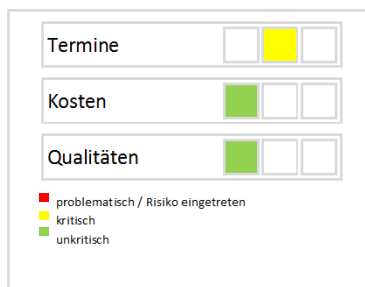 Termine
Kosten
Qualitäten
problematisch / Risiko eingetreten
kritisch
unkritisch